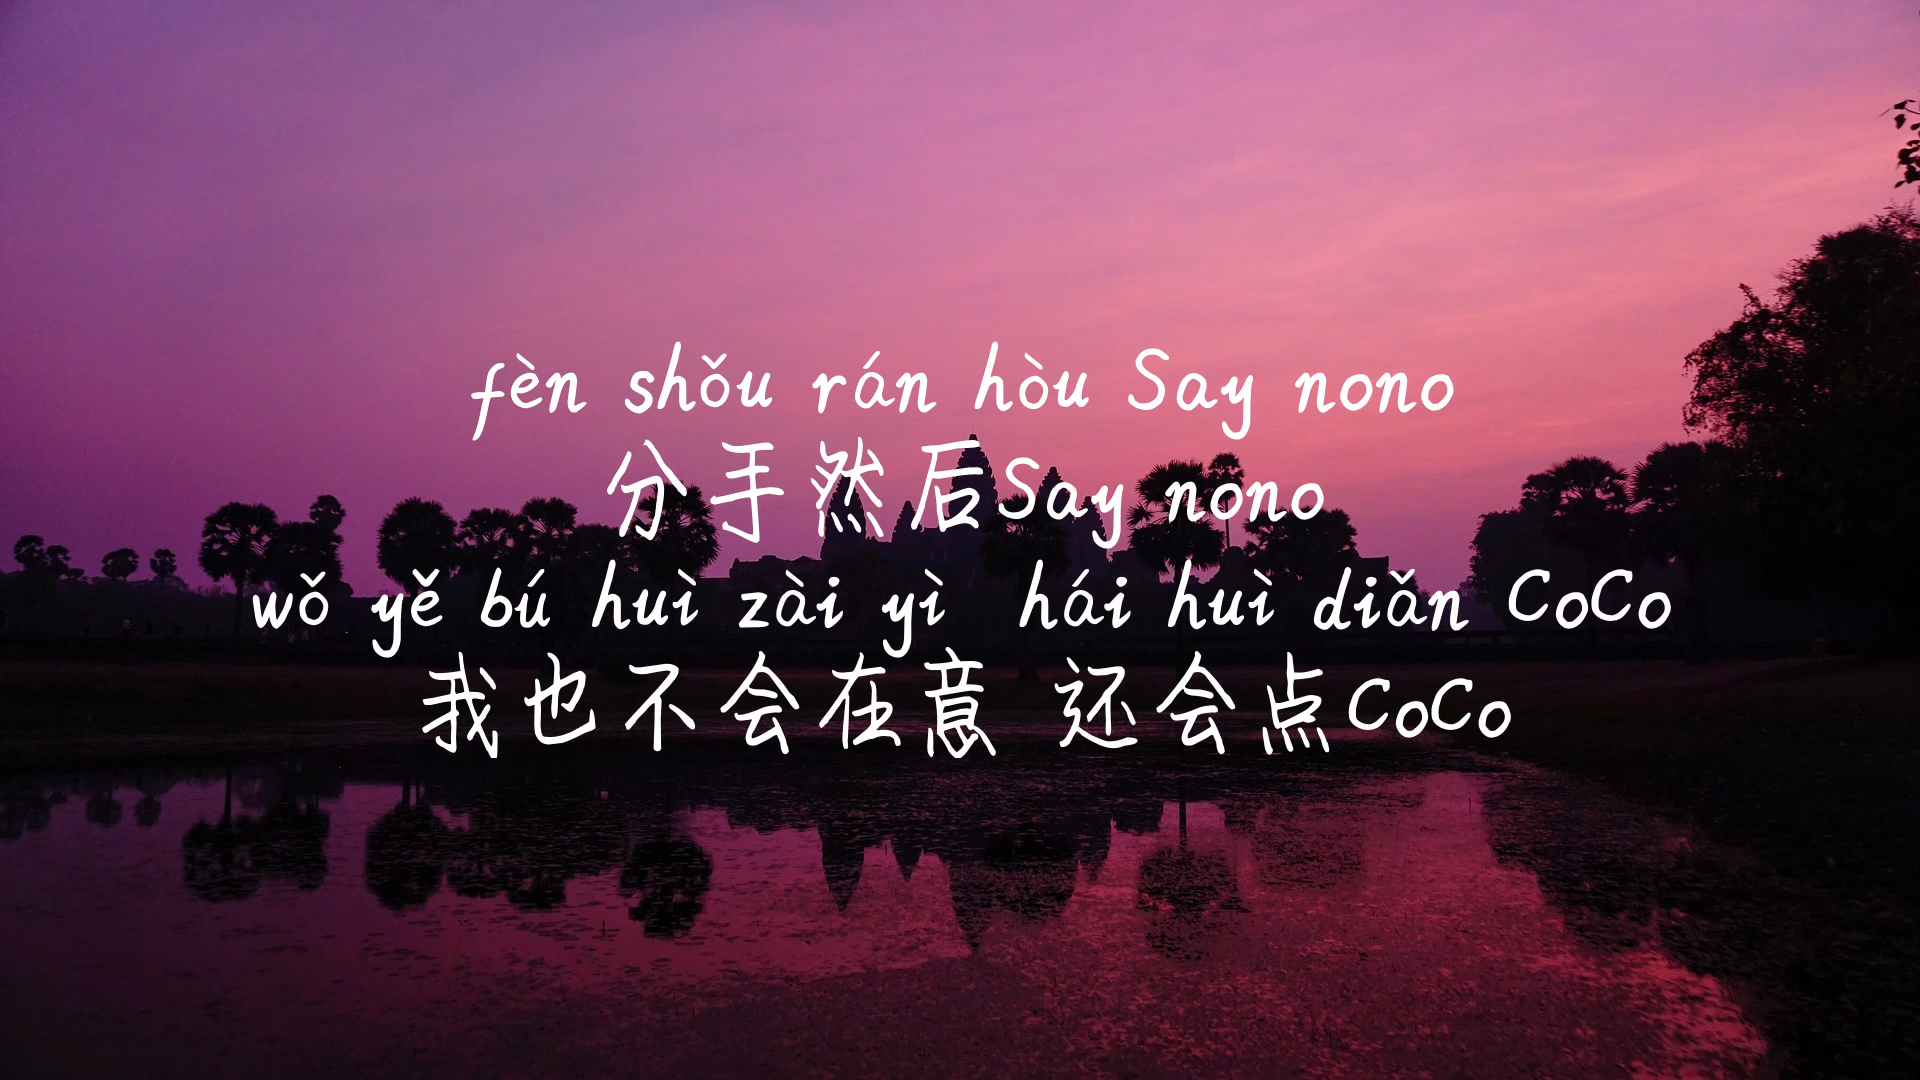 fèn shǒu rán hòu Say nono
分手然后Say nono
wǒ yě bú huì zài yì  hái huì diǎn CoCo
我也不会在意 还会点CoCo